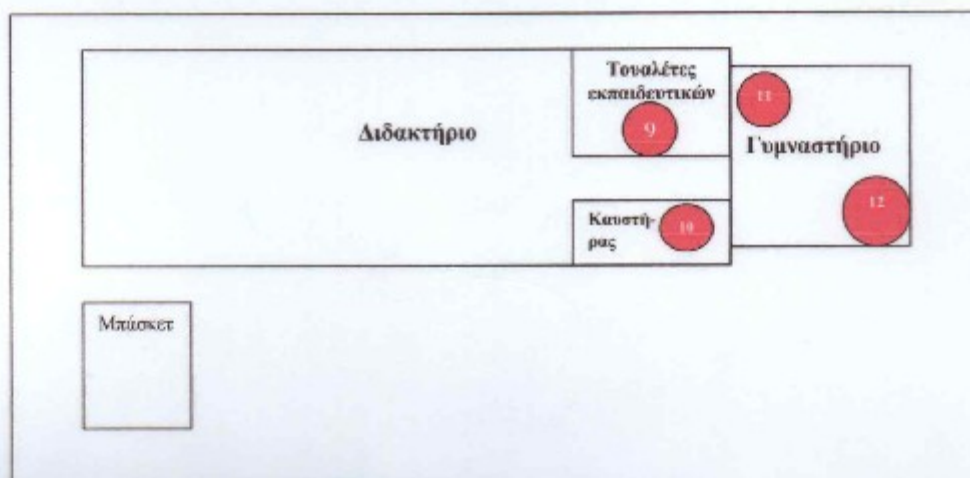 Τουαλέτες
εκπαιδευτικών
9
11
Διδακτήριο
Γυμναστήριο
12
Καυστή-
ρας
10
Μπάσκετ